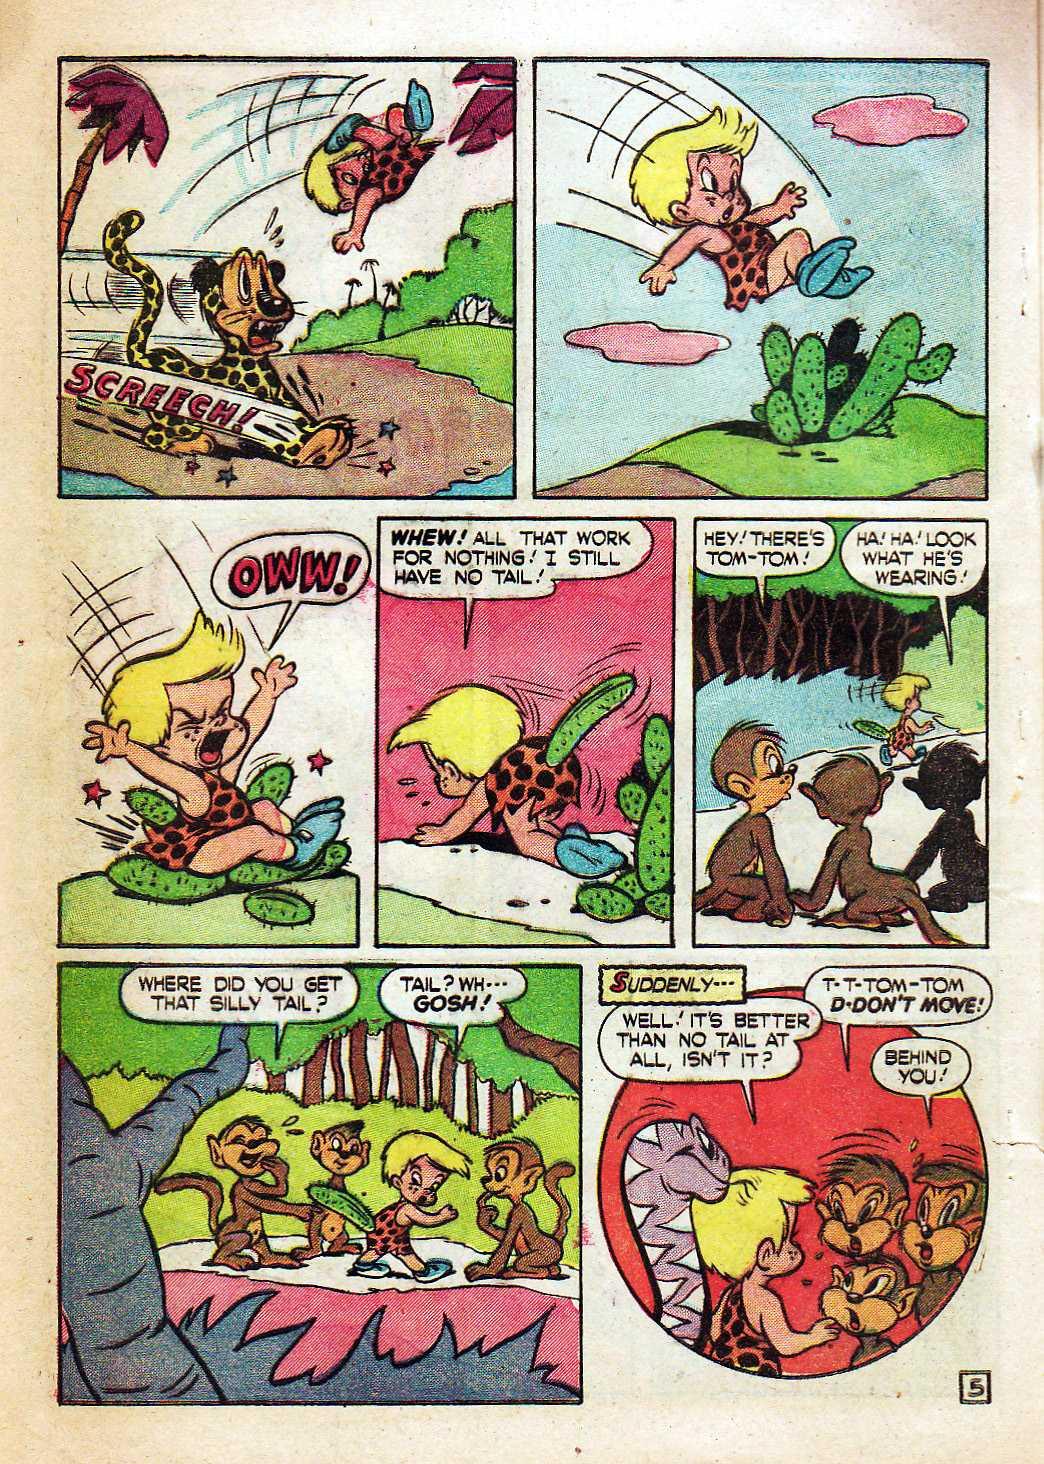 SCREECH!
OWW!
WHEW! ALL THAT WORK
FOR NOTHING! I STILL
HAVE NO TAIL!
HEY! THERE'S
TOM-TOM!
HA! HA! LOOK
WHAT HE'S
WEARING!
WHERE DID YOU GET
THAT SILLY TAIL?
TAIL? WH---
GOSH!
SUDDENLY---
WELL! IT'S BETTER
THAN NO TAIL AT
ALL, ISN'T IT?
T-T-TOM-TOM
D-DON'T MOVE!
BEHIND
YOU!
5